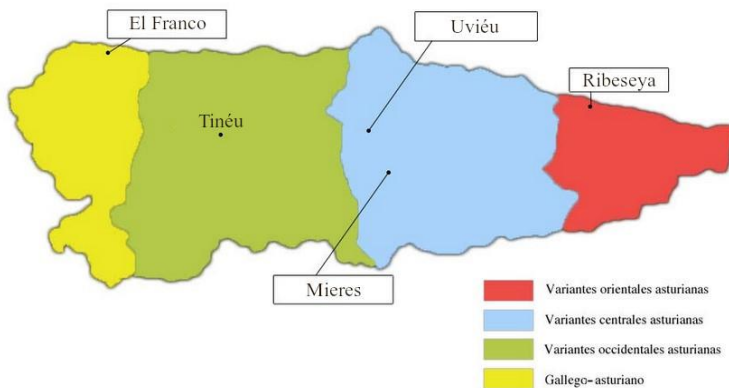 El Franco
Uviéu
Ribeseya
Tinéu
Mieres
Variantes orientales asturianas
Variantes centrales asturianas
Variantes occidentales asturianas
Gallego-asturiano